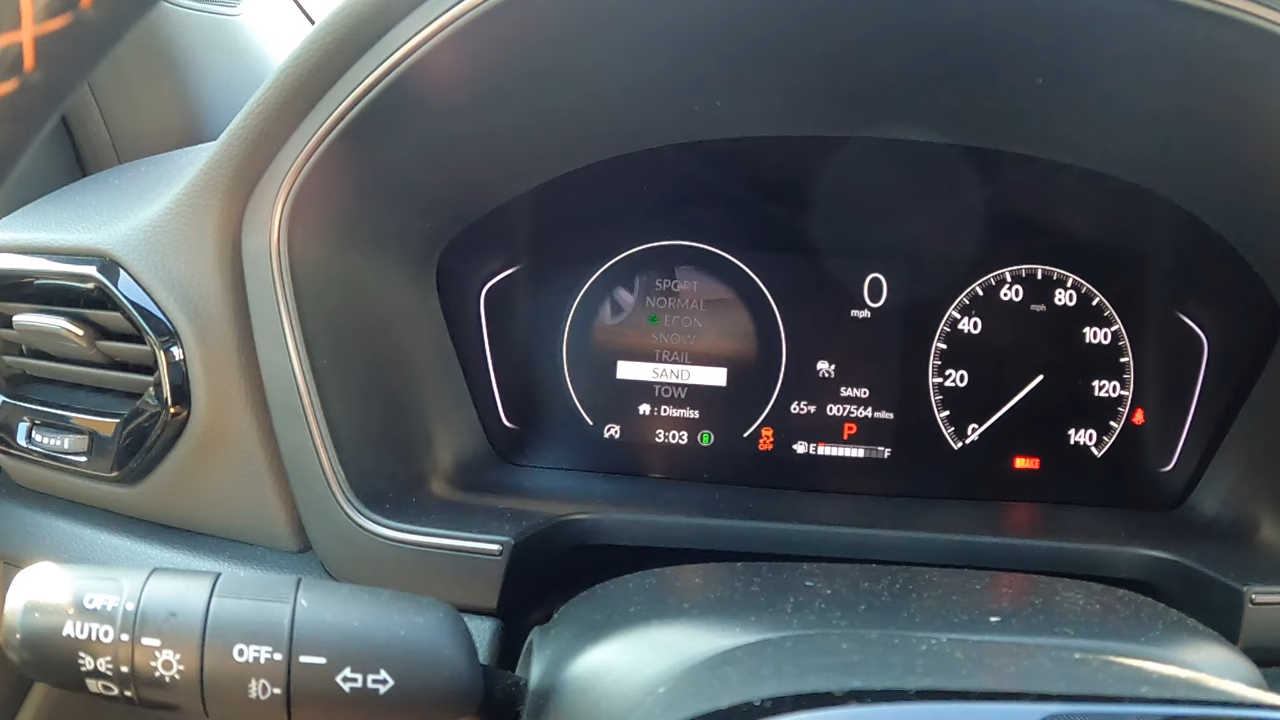 SPORT
NORMAL
ECON
SNOW
TRAIL
SAND
TOW
: Dismiss
3:03
OFF
0
mph
SAND
65°F 007564 miles
P
E F
0
20
40
60
80
100
120
140
mph
BRAKE
OFF
AUTO
OFF